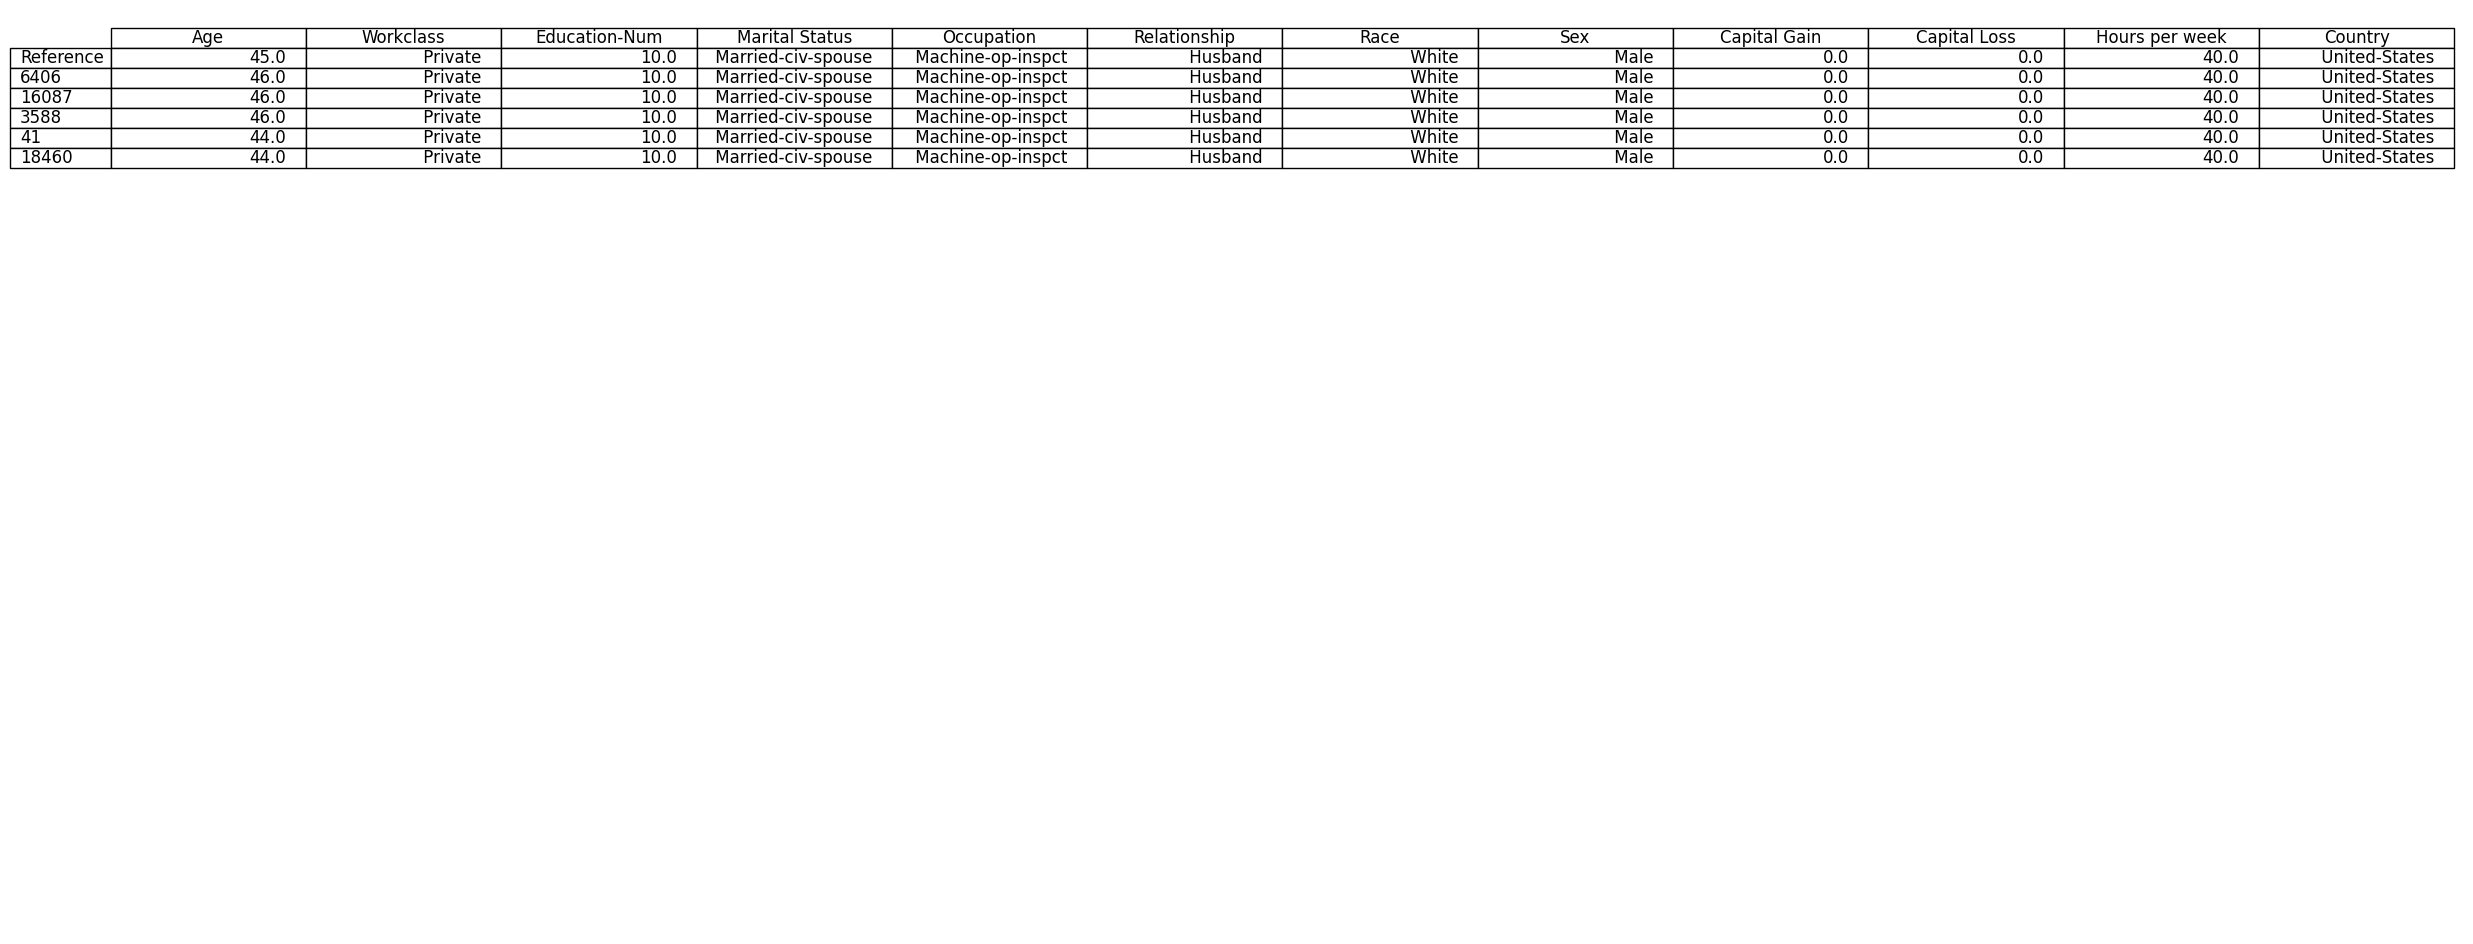 Age Workclass Education-Num Marital Status Occupation Relationship Race Sex Capital Gain Capital Loss Hours per week Country
Reference 45.0 Private 10.0 Married-civ-spouse Machine-op-inspct Husband White Male 0.0 0.0 40.0 United-States
6406 46.0 Private 10.0 Married-civ-spouse Machine-op-inspct Husband White Male 0.0 0.0 40.0 United-States
16087 46.0 Private 10.0 Married-civ-spouse Machine-op-inspct Husband White Male 0.0 0.0 40.0 United-States
3588 46.0 Private 10.0 Married-civ-spouse Machine-op-inspct Husband White Male 0.0 0.0 40.0 United-States
41 44.0 Private 10.0 Married-civ-spouse Machine-op-inspct Husband White Male 0.0 0.0 40.0 United-States
18460 44.0 Private 10.0 Married-civ-spouse Machine-op-inspct Husband White Male 0.0 0.0 40.0 United-States